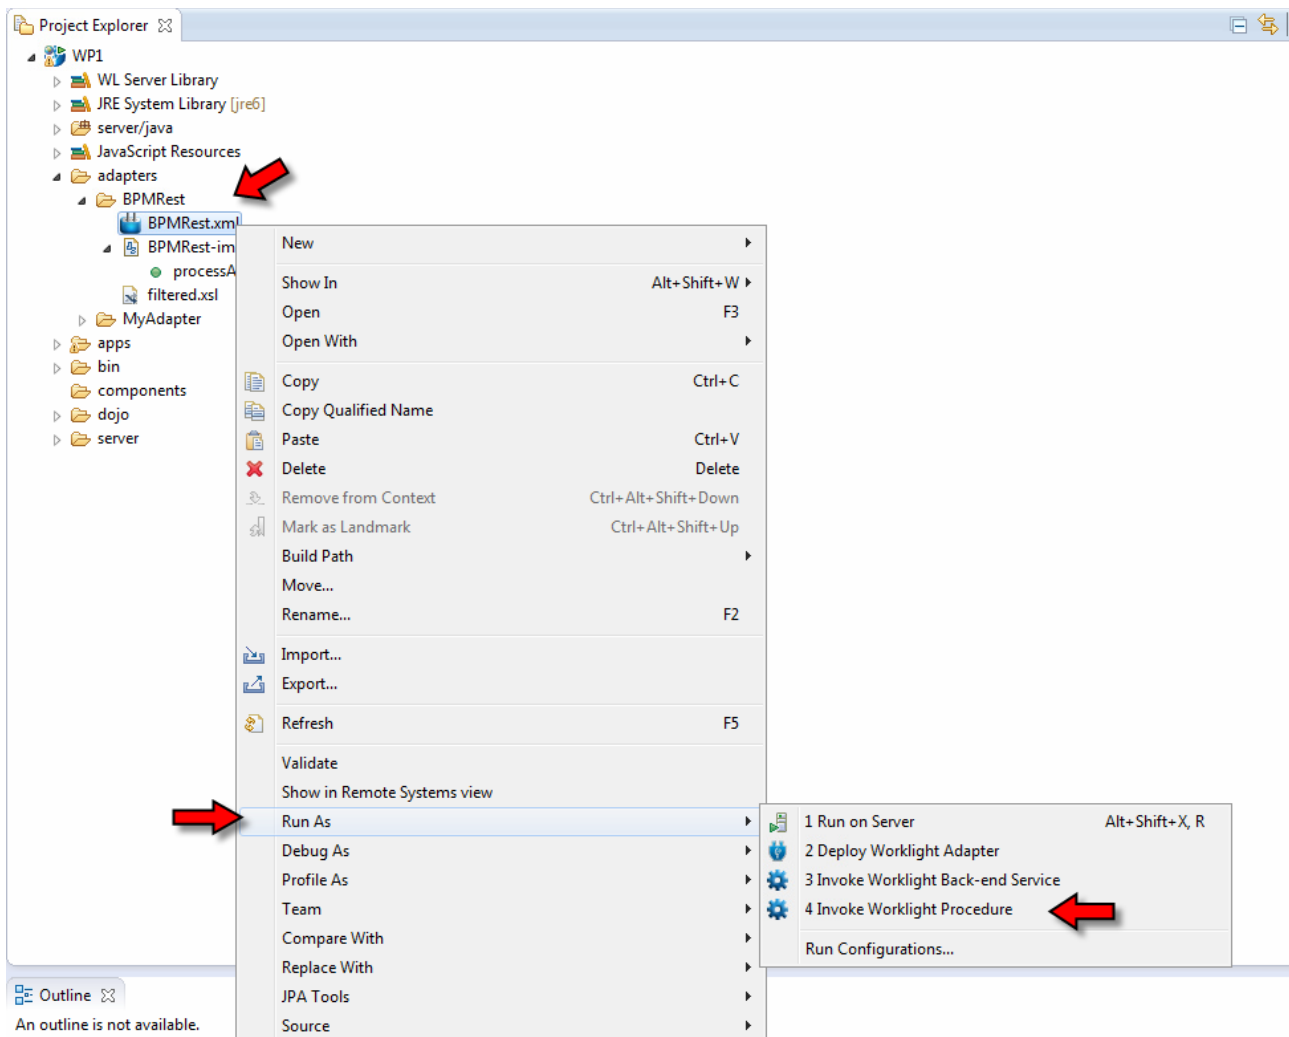 Project Explorer
WP1
WL Server Library
JRE System Library [jre6]
server/java
JavaScript Resources
adapters
BPMRest
BPMRest.xml
BPMRest-im
processA
filtered.xsl
MyAdapter
apps
bin
components
dojo
server
New
Show In Alt+Shift+W
Open F3
Open With
Copy Ctrl+C
Copy Qualified Name
Paste Ctrl+V
Delete Delete
Remove from Context Ctrl+Alt+Shift+Down
Mark as Landmark Ctrl+Alt+Shift+Up
Build Path
Move...
Rename... F2
Import...
Export...
Refresh F5
Validate
Show in Remote Systems view
Run As
Debug As
Profile As
Team
Compare With
Replace With
JPA Tools
Source
1 Run on Server Alt+Shift+X, R
2 Deploy Worklight Adapter
3 Invoke Worklight Back-end Service
4 Invoke Worklight Procedure
Run Configurations...
Outline
An outline is not available.